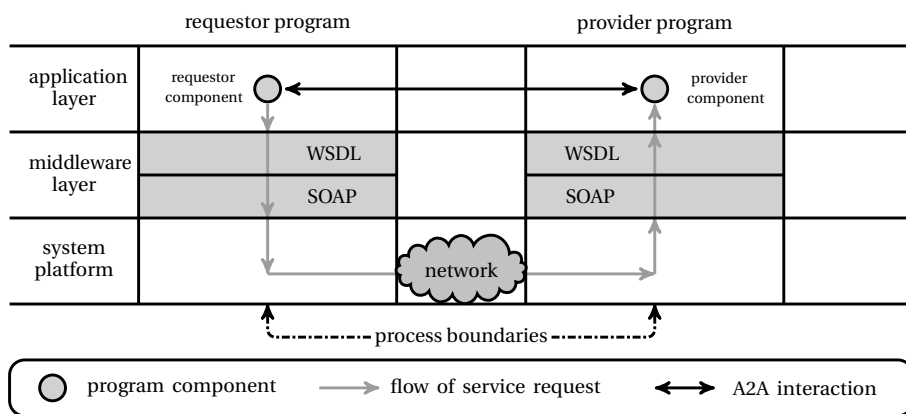 requestor program
provider program
application
layer
requestor
component
provider
component
middleware
layer
WSDL
WSDL
SOAP
SOAP
system
platform
network
process boundaries
program component
flow of service request
A2A interaction